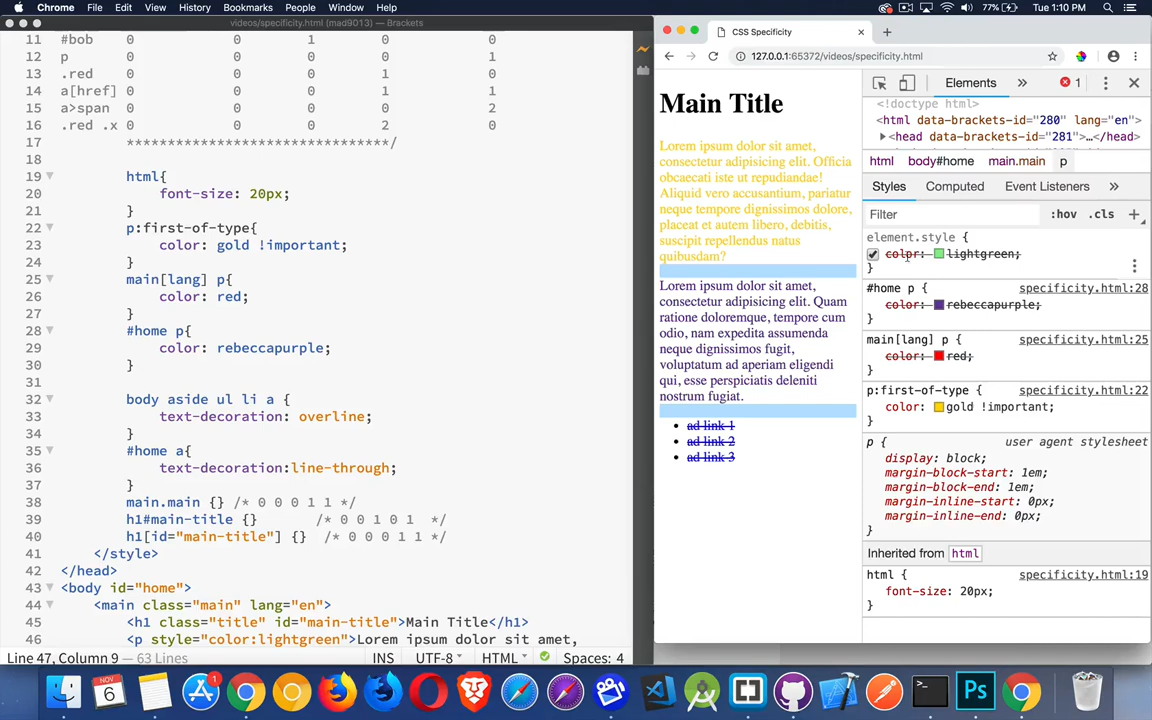 Chrome File Edit View History Bookmarks People Window Help 77% Tue 1:10 PM
videos/specificity.html (mad9013) — Brackets
11 #bob 0 0 1 0 0
12 p 0 0 0 0 1
13 .red 0 0 0 1 0
14 a[href] 0 0 0 1 1
15 a>span 0 0 0 0 2
16 .red .x 0 0 0 2 0
17 ********************************/
18
19 html{
20 font-size: 20px;
21 }
22 p:first-of-type{
23 color: gold !important;
24 }
25 main[lang] p{
26 color: red;
27 }
28 #home p{
29 color: rebeccapurple;
30 }
31
32 body aside ul li a {
33 text-decoration: overline;
34 }
35 #home a{
36 text-decoration:line-through;
37 }
38 main.main {} /* 0 0 0 1 1 */
39 h1#main-title {} /* 0 0 1 0 1 */
40 h1[id="main-title"] {} /* 0 0 0 1 1 */
41 </style>
42 </head>
43 <body id="home">
44 <main class="main" lang="en">
45 <h1 class="title" id="main-title">Main Title</h1>
46 <p style="color:lightgreen">Lorem ipsum dolor sit amet,
Line 47, Column 9 — 63 Lines INS UTF-8 HTML Spaces: 4
CSS Specificity
127.0.0.1:65372/videos/specificity.html
Main Title
Lorem ipsum dolor sit amet,
consectetur adipisicing elit. Officia
obcaecati iste ut repudiandae!
Aliquid vero accusantium, pariatur
neque tempore dignissimos dolore,
placeat et autem libero, debitis,
suscipit repellendus natus
quibusdam?
Lorem ipsum dolor sit amet,
consectetur adipisicing elit. Quam
ratione doloremque, tempore cum
odio, nam expedita assumenda
neque dignissimos fugit,
voluptatum ad aperiam eligendi
qui, esse perspiciatis deleniti
nostrum fugiat.
ad link 1
ad link 2
ad link 3
Elements » 1
<!doctype html>
<html data-brackets-id="280" lang="en">
<head data-brackets-id="281">…</head>
html body#home main.main p
Styles Computed Event Listeners »
Filter :hov .cls +
element.style {
color: lightgreen;
}
#home p { specificity.html:28
color: rebeccapurple;
}
main[lang] p { specificity.html:25
color: red;
}
p:first-of-type { specificity.html:22
color: gold !important;
}
p { user agent stylesheet
display: block;
margin-block-start: 1em;
margin-block-end: 1em;
margin-inline-start: 0px;
margin-inline-end: 0px;
}
Inherited from html
html { specificity.html:19
font-size: 20px;
}
NOV
6
1
Ps